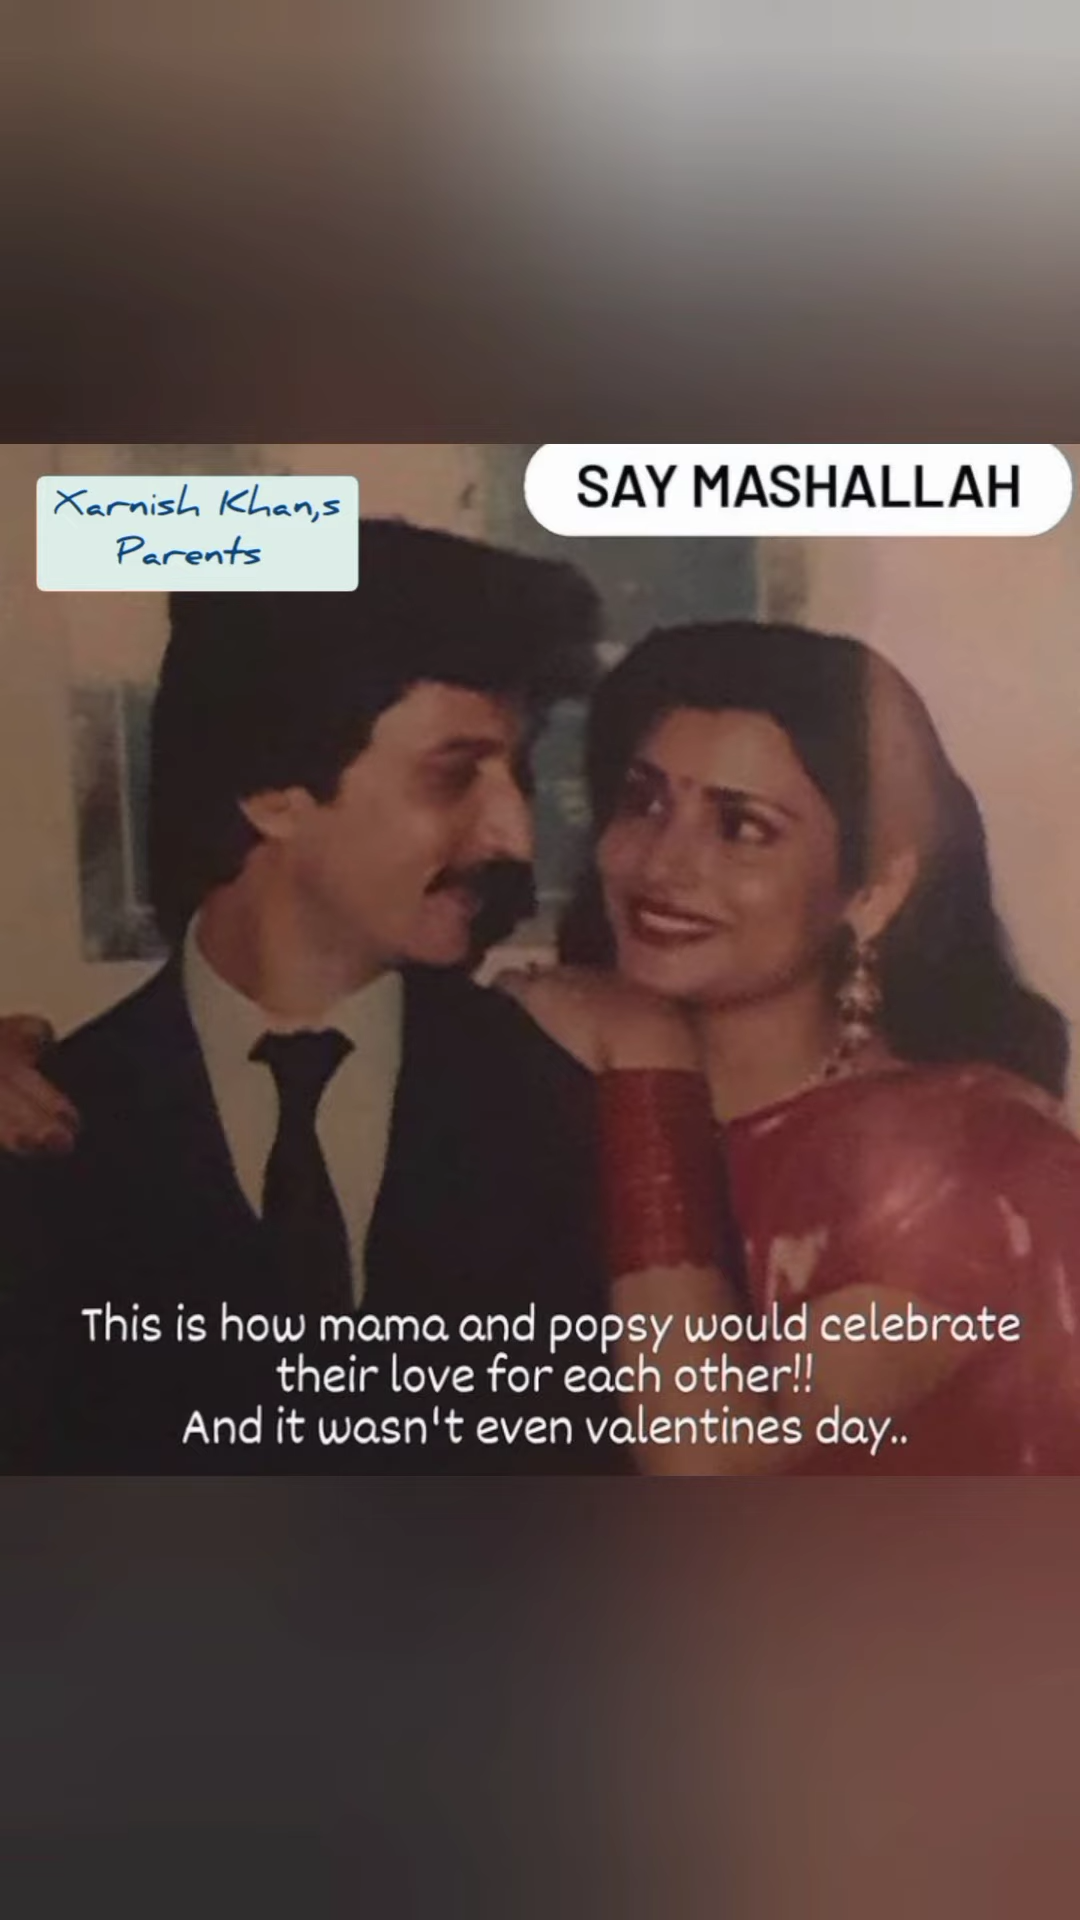 Xarnish Khan,s
Parents
SAY MASHALLAH
This is how mama and popsy would celebrate
their love for each other!!
And it wasn't even valentines day..